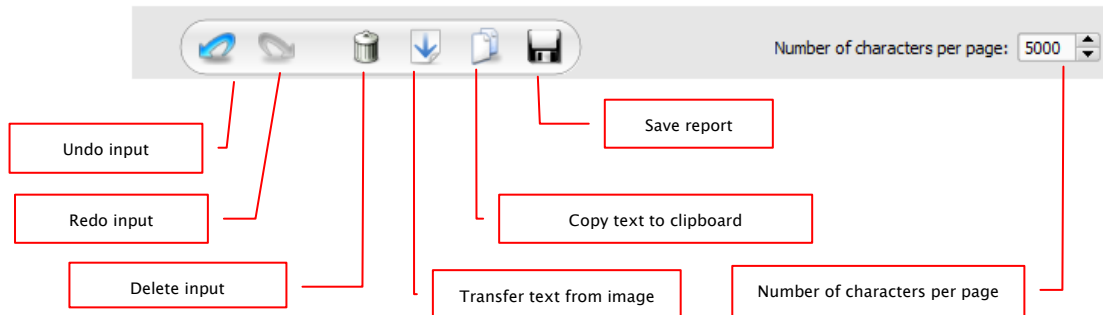 Number of characters per page: 5000
Save report
Undo input
Redo input
Copy text to clipboard
Delete input
Transfer text from image
Number of characters per page